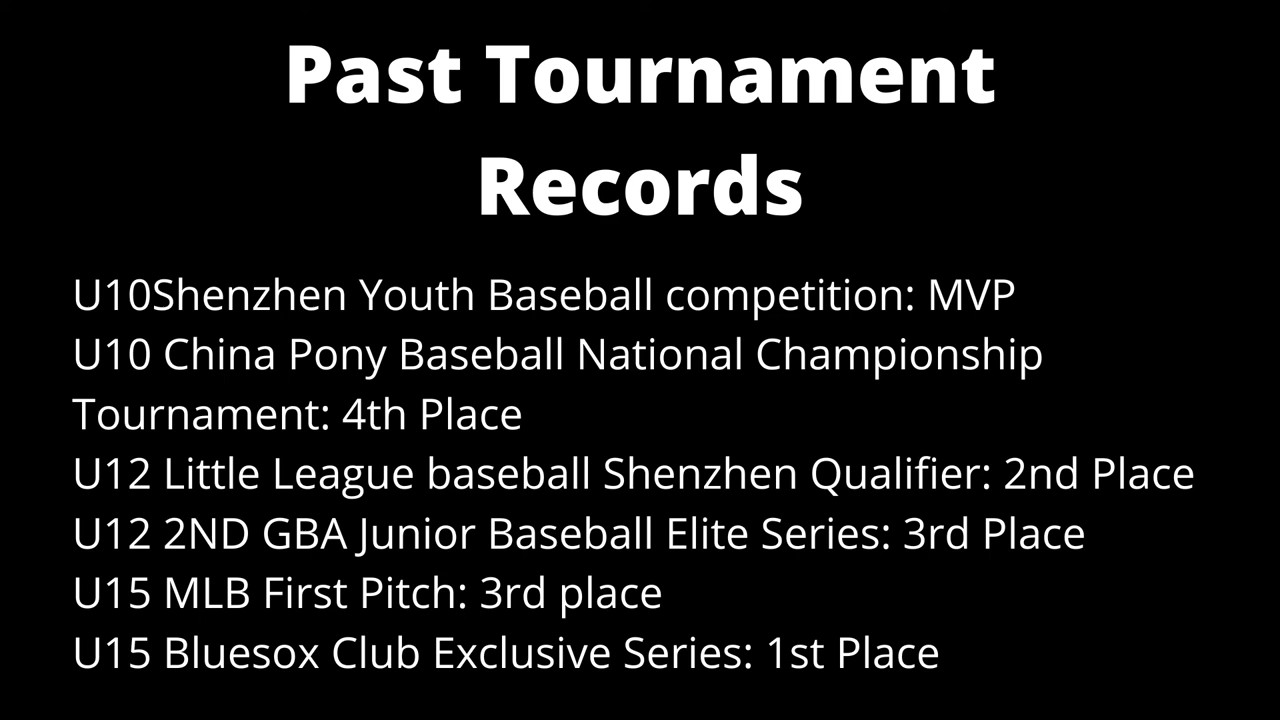 Past Tournament
Records
U10Shenzhen Youth Baseball competition: MVP
U10 China Pony Baseball National Championship
Tournament: 4th Place
U12 Little League baseball Shenzhen Qualifier: 2nd Place
U12 2ND GBA Junior Baseball Elite Series: 3rd Place
U15 MLB First Pitch: 3rd place
U15 Bluesox Club Exclusive Series: 1st Place